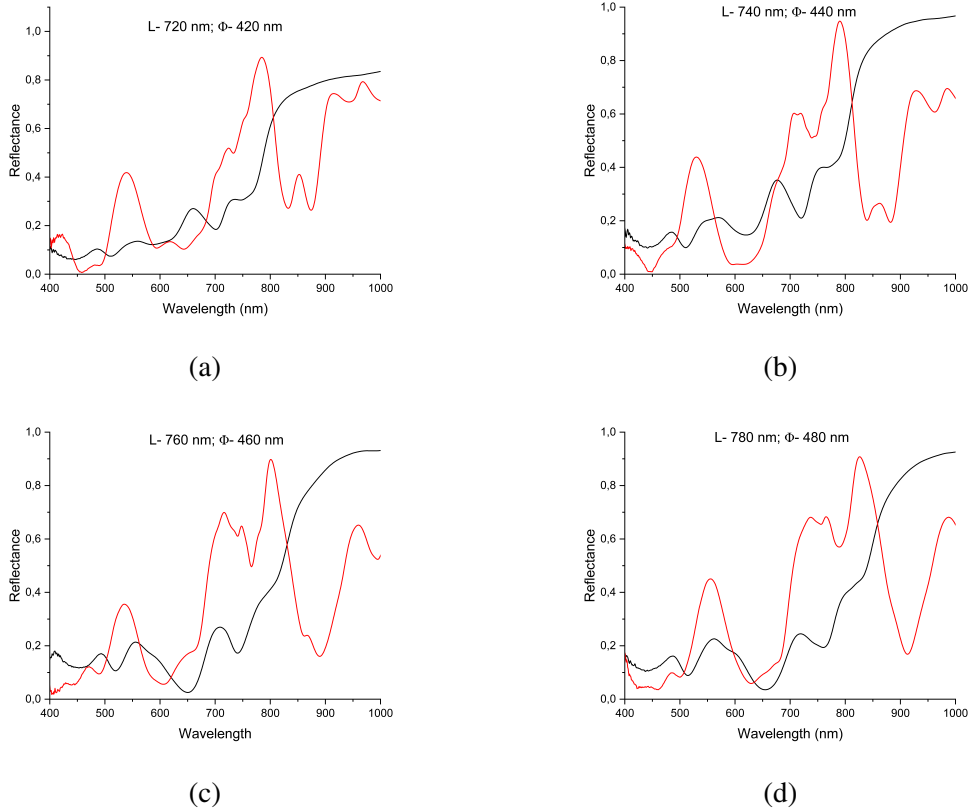 L- 720 nm; Φ- 420 nm
1,0
0,8
0,6
0,4
0,2
0,0
Reflectance
400 500 600 700 800 900 1000
Wavelength (nm)
(a)
L- 740 nm; Φ- 440 nm
1,0
0,8
0,6
0,4
0,2
0,0
Reflectance
400 500 600 700 800 900 1000
Wavelength (nm)
(b)
L- 760 nm; Φ- 460 nm
1,0
0,8
0,6
0,4
0,2
0,0
Reflectance
400 500 600 700 800 900 1000
Wavelength
(c)
L- 780 nm; Φ- 480 nm
1,0
0,8
0,6
0,4
0,2
0,0
Reflectance
400 500 600 700 800 900 1000
Wavelength (nm)
(d)